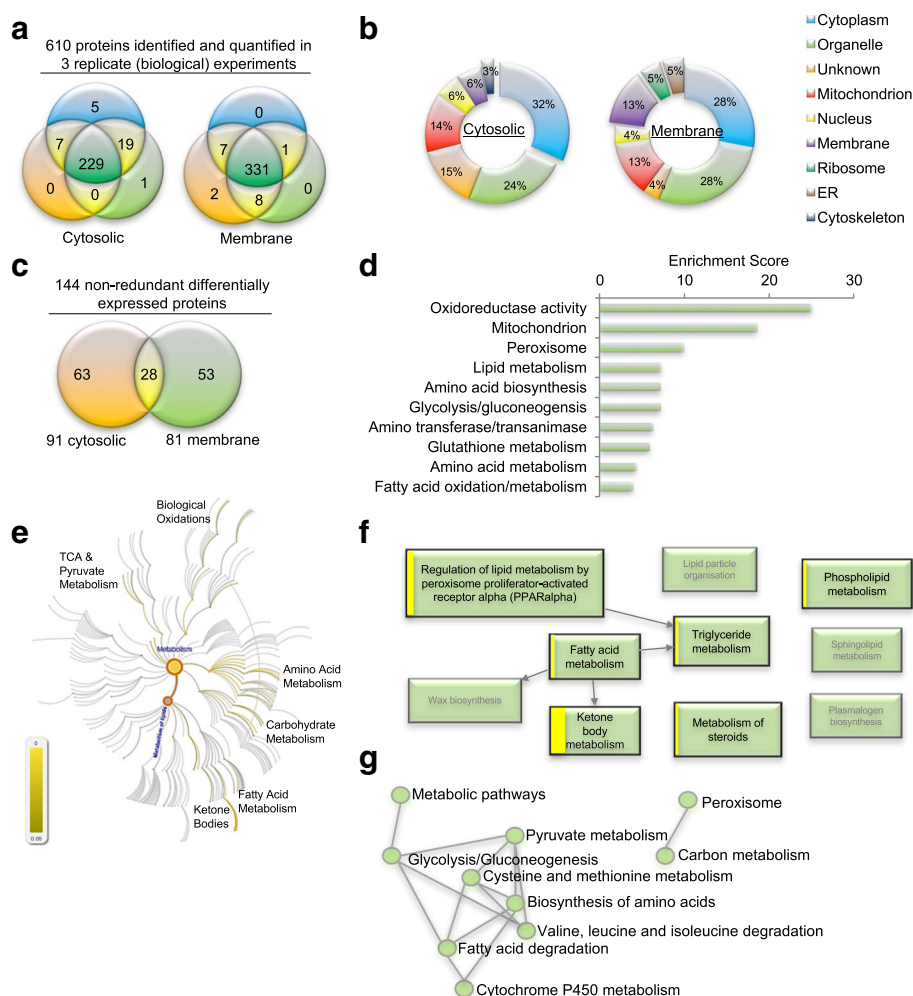 a
610 proteins identified and quantified in
3 replicate (biological) experiments
5
7
19
229
0
0
1
Cytosolic
0
7
1
331
2
8
0
Membrane
b
3%
6%
6%
14%
15%
24%
32%
Cytosolic
5%
5%
13%
4%
13%
4%
28%
28%
Membrane
Cytoplasm
Organelle
Unknown
Mitochondrion
Nucleus
Membrane
Ribosome
ER
Cytoskeleton
c
144 non-redundant differentially
expressed proteins
63
28
53
91 cytosolic
81 membrane
d
Enrichment Score
0
10
20
30
Oxidoreductase activity
Mitochondrion
Peroxisome
Lipid metabolism
Amino acid biosynthesis
Glycolysis/gluconeogensis
Amino transferase/transanimase
Glutathione metabolism
Amino acid metabolism
Fatty acid oxidation/metabolism
e
Biological
Oxidations
TCA &
Pyruvate
Metabolism
Metabolism
Metabolism of lipids
Amino Acid
Metabolism
Carbohydrate
Metabolism
Fatty Acid
Metabolism
Ketone
Bodies
0
0.05
f
Regulation of lipid metabolism by
peroxisome proliferator-activated
receptor alpha (PPARalpha)
Lipid particle
organisation
Phospholipid
metabolism
Fatty acid
metabolism
Triglyceride
metabolism
Sphingolipid
metabolism
Wax biosynthesis
Ketone
body
metabolism
Metabolism of
steroids
Plasmalogen
biosynthesis
g
Metabolic pathways
Peroxisome
Pyruvate metabolism
Glycolysis/Gluconeogenesis
Carbon metabolism
Cysteine and methionine metabolism
Biosynthesis of amino acids
Valine, leucine and isoleucine degradation
Fatty acid degradation
Cytochrome P450 metabolism